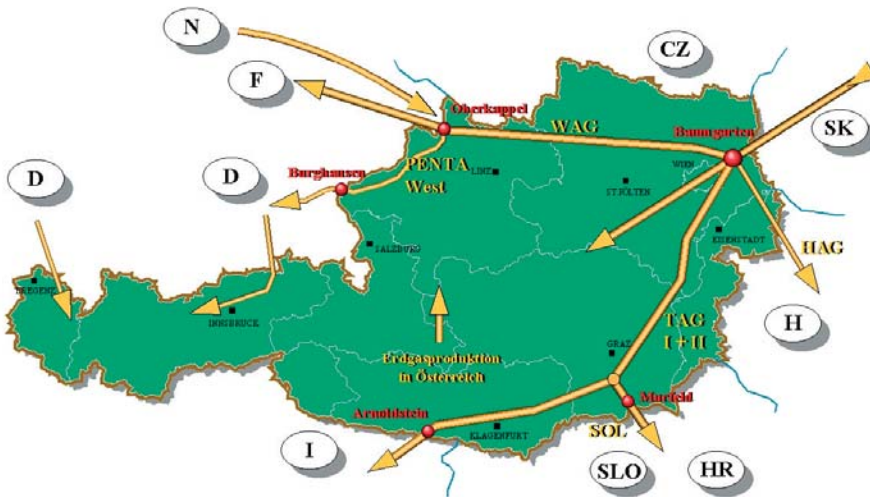 N
CZ
F
Oberkappel
WAG
Baumgarten
SK
D
D
Burghausen
PENTA
West
LINZ
WIEN
ST.PÖLTEN
SALZBURG
EISENSTADT
HAG
BREGENZ
INNSBRUCK
TAG
I+II
H
GRAZ
Erdgasproduktion
in Österreich
Arnoldstein
Murfeld
KLAGENFURT
SOL
I
SLO
HR